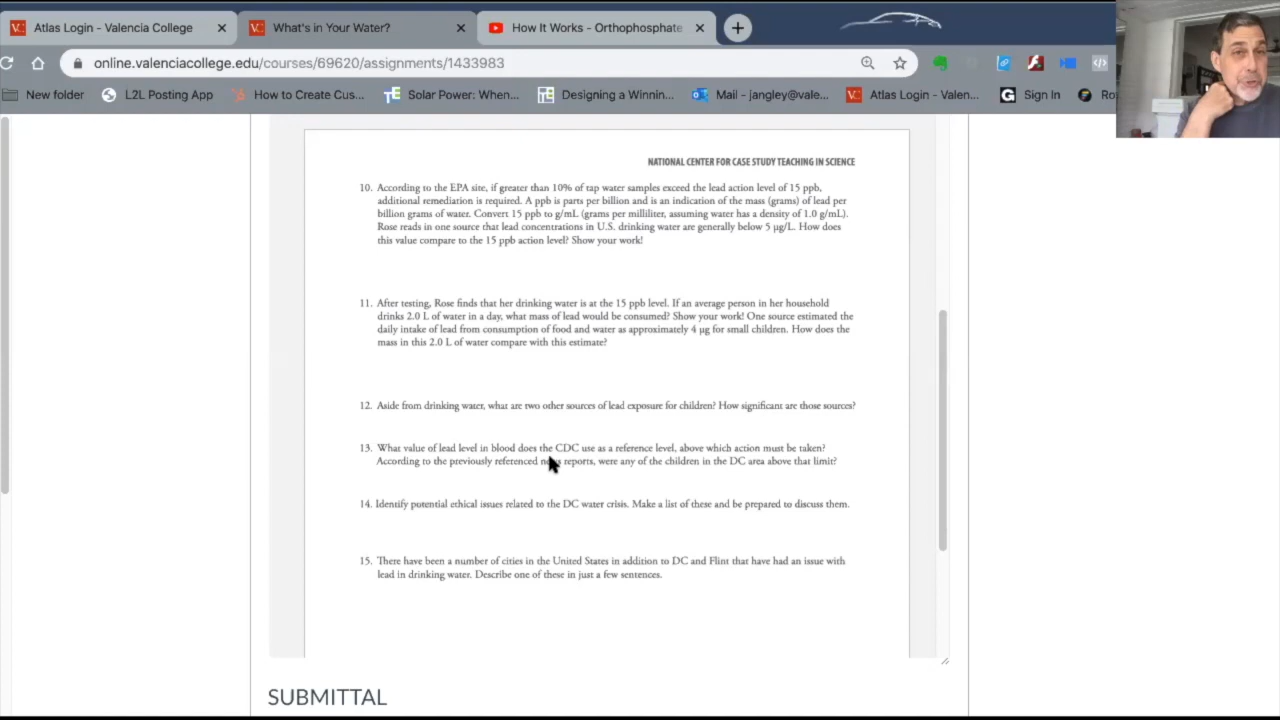 Atlas Login - Valencia College
What's in Your Water?
How It Works - Orthophosphate
online.valenciacollege.edu/courses/69620/assignments/1433983
New folder
L2L Posting App
How to Create Cus...
Solar Power: When...
Designing a Winnin...
Mail - jangley@vale...
Atlas Login - Valen...
Sign In
Ro
NATIONAL CENTER FOR CASE STUDY TEACHING IN SCIENCE
10. According to the EPA site, if greater than 10% of tap water samples exceed the lead action level of 15 ppb,
additional remediation is required. A ppb is parts per billion and is an indication of the mass (grams) of lead per
billion grams of water. Convert 15 ppb to g/mL (grams per milliliter, assuming water has a density of 1.0 g/mL).
Rose reads in one source that lead concentrations in U.S. drinking water are generally below 5 μg/L. How does
this value compare to the 15 ppb action level? Show your work!
11. After testing, Rose finds that her drinking water is at the 15 ppb level. If an average person in her household
drinks 2.0 L of water in a day, what mass of lead would be consumed? Show your work! One source estimated the
daily intake of lead from consumption of food and water as approximately 4 μg for small children. How does the
mass in this 2.0 L of water compare with this estimate?
12. Aside from drinking water, what are two other sources of lead exposure for children? How significant are those sources?
13. What value of lead level in blood does the CDC use as a reference level, above which action must be taken?
According to the previously referenced news reports, were any of the children in the DC area above that limit?
14. Identify potential ethical issues related to the DC water crisis. Make a list of these and be prepared to discuss them.
15. There have been a number of cities in the United States in addition to DC and Flint that have had an issue with
lead in drinking water. Describe one of these in just a few sentences.
SUBMITTAL